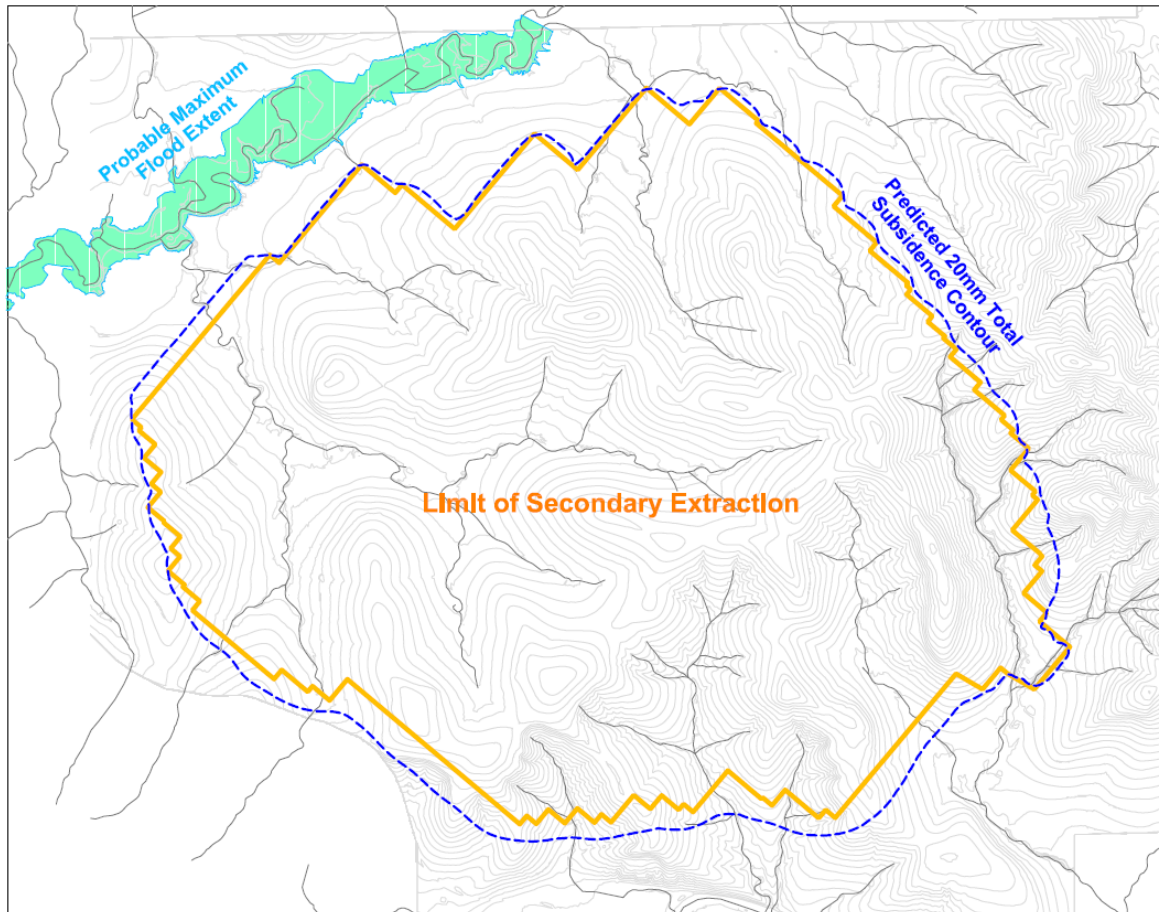 Probable Maximum
Flood Extent
Predicted 20mm Total
Subsidence Contour
Limit of Secondary Extraction